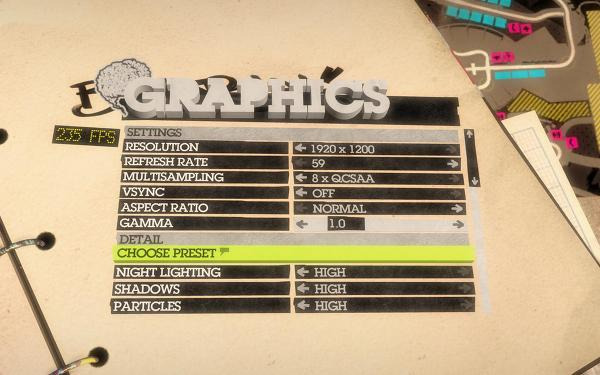 GRAPHICS
235 FPS
SETTINGS
RESOLUTION 1920 x 1200
REFRESH RATE 59
MULTISAMPLING 8 x QCSAA
VSYNC OFF
ASPECT RATIO NORMAL
GAMMA 1.0
DETAIL
CHOOSE PRESET
NIGHT LIGHTING HIGH
SHADOWS HIGH
PARTICLES HIGH